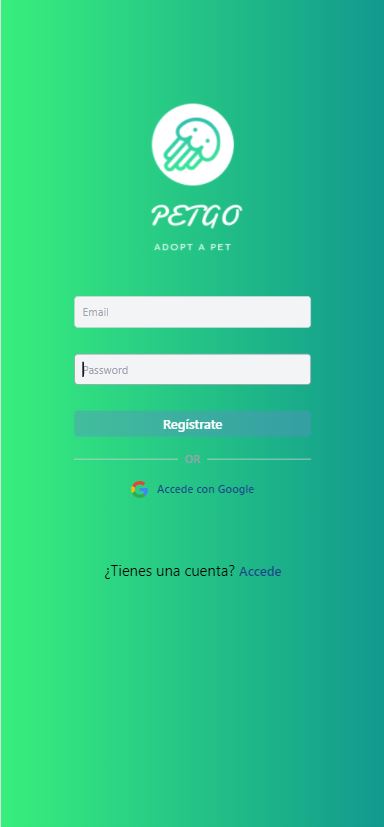 PETGO
ADOPT A PET
Email
Password
Regístrate
OR
Accede con Google
¿Tienes una cuenta? Accede